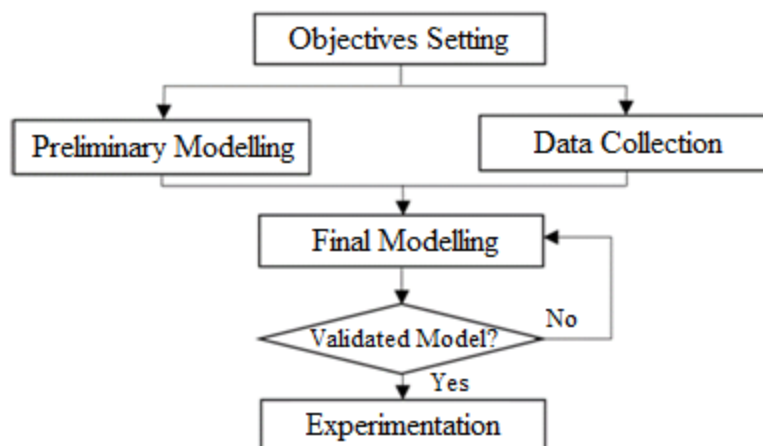 Objectives Setting
Preliminary Modelling
Data Collection
Final Modelling
Validated Model?
No
Yes
Experimentation